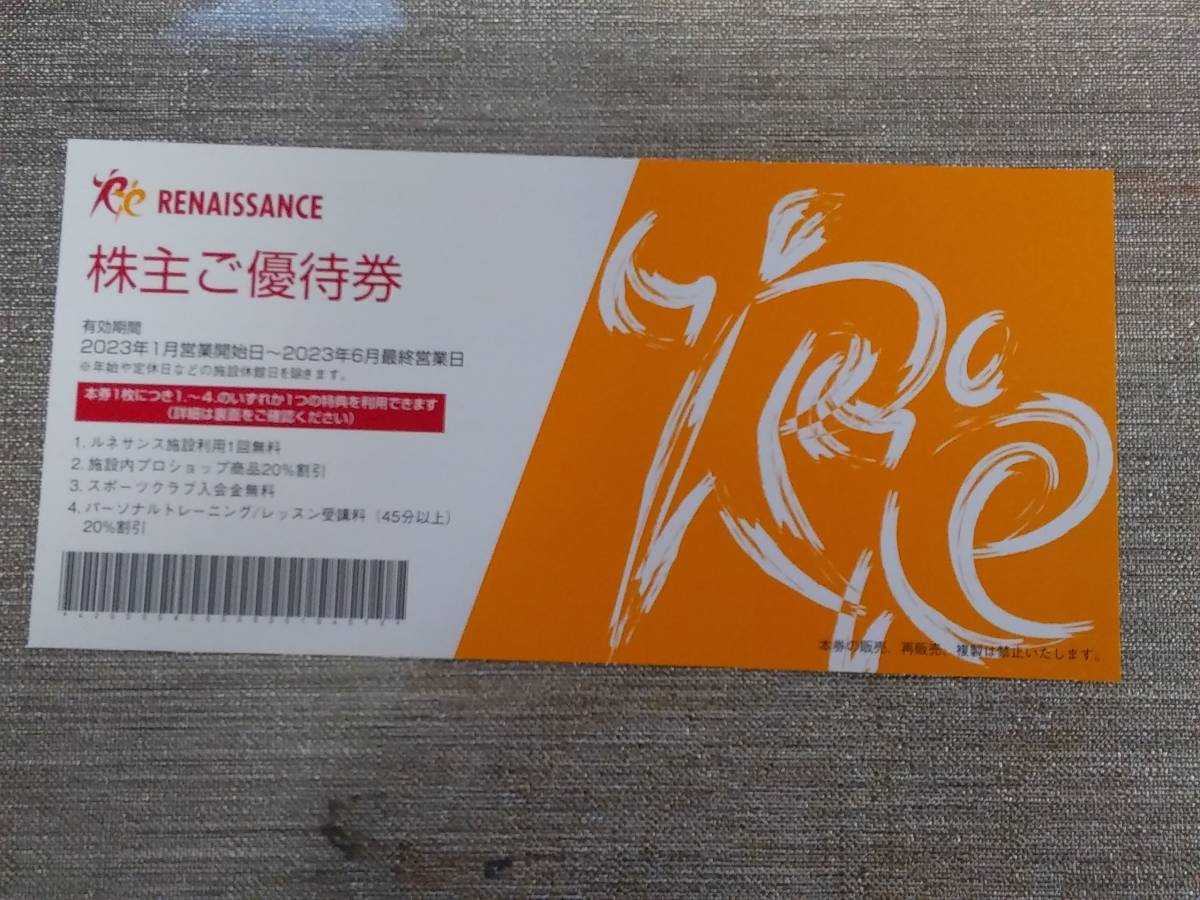 RENAISSANCE
株主ご優待券
有効期間
2023年1月営業開始日～2023年6月最終営業日
※年始や定休日などの施設休館日を除きます。
本券1枚につき1.～4.のいずれか1つの特典を利用できます
（詳細は裏面をご確認ください）
1. ルネサンス施設利用1回無料
2. 施設内プロショップ商品20%割引
3. スポーツクラブ入会金無料
4. パーソナルトレーニング/レッスン受講料（45分以上）
20%割引
本券の販売、再販売、複製は禁止いたします。